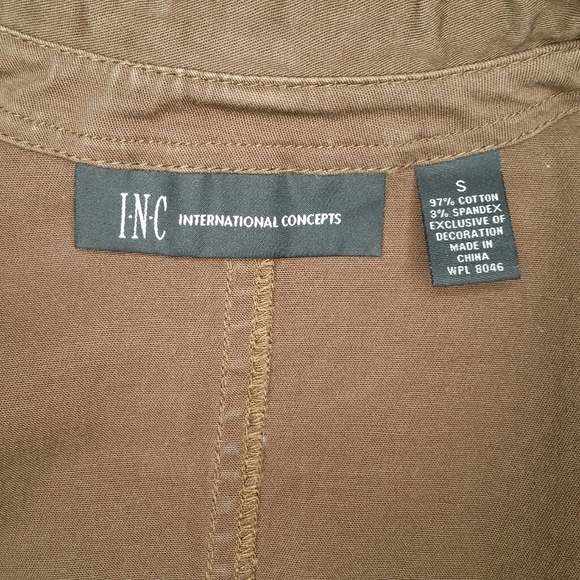 I·N·C INTERNATIONAL CONCEPTS
S
97% COTTON
3% SPANDEX
EXCLUSIVE OF
DECORATION
MADE IN
CHINA
WPL 8046